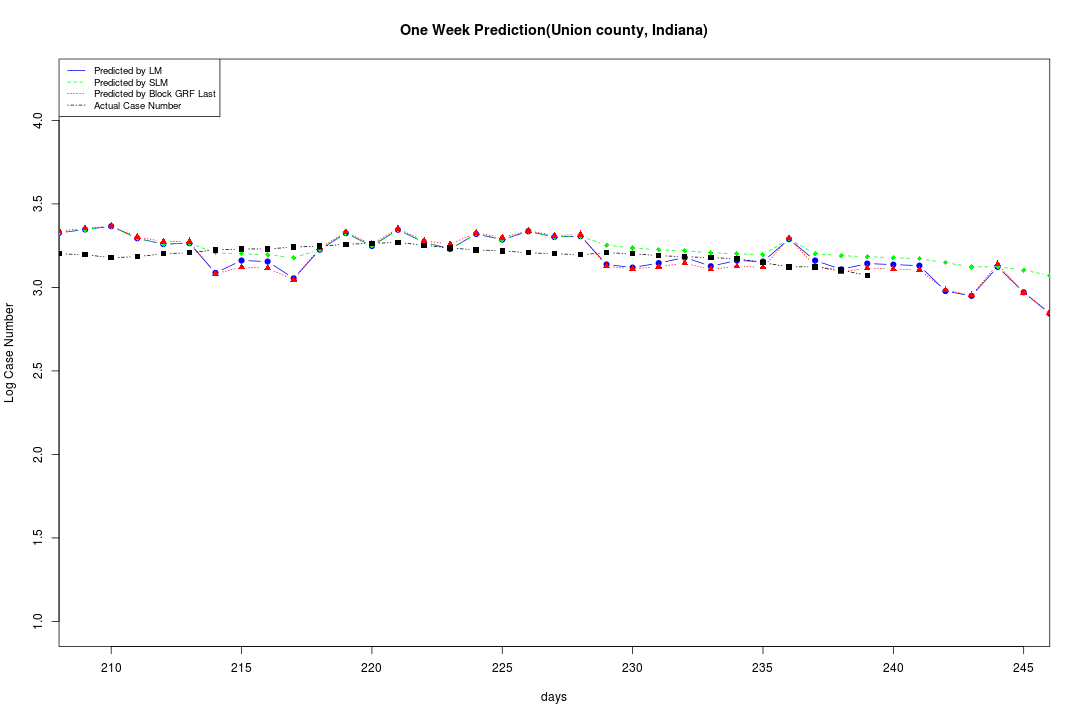 One Week Prediction(Union county, Indiana)
Predicted by LM
Predicted by SLM
Predicted by Block GRF Last
Actual Case Number
Log Case Number
4.0
3.5
3.0
2.5
2.0
1.5
1.0
210 215 220 225 230 235 240 245
days